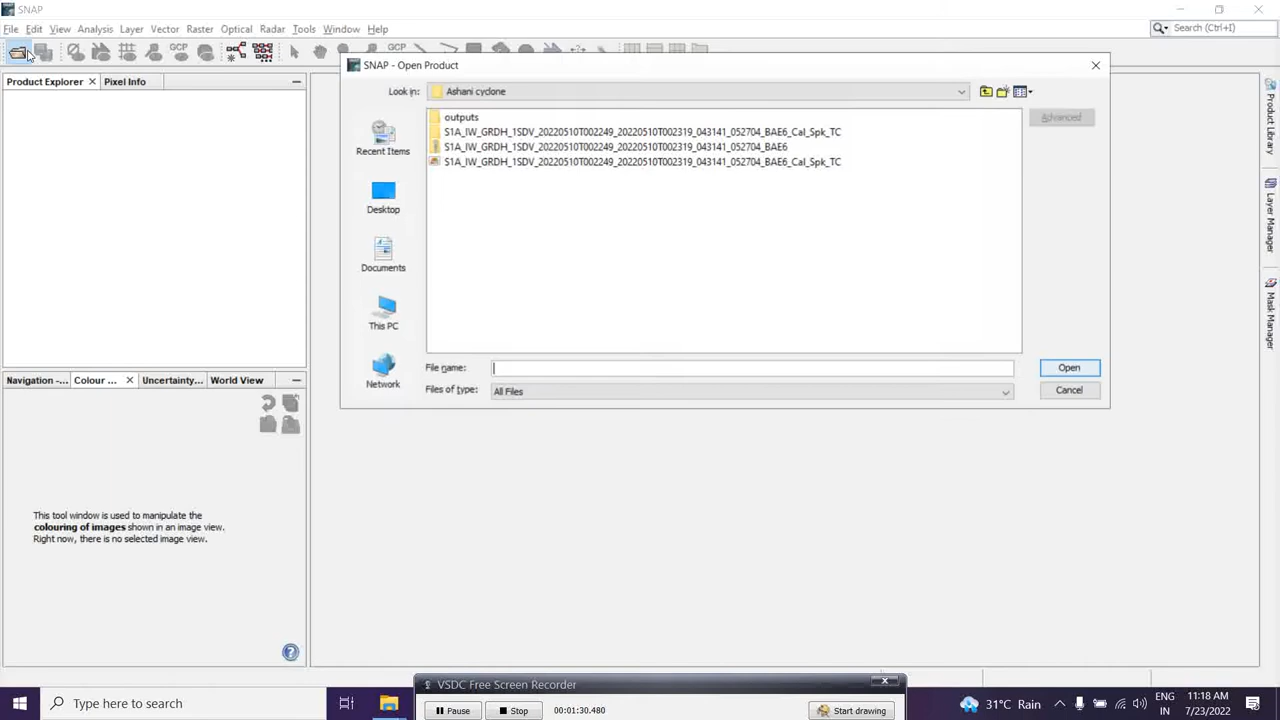 SNAP
File Edit View Analysis Layer Vector Raster Optical Radar Tools Window Help
Search (Ctrl+I)
GCP GCP
SNAP - Open Product
Product Explorer Pixel Info
Look in: Ashani cyclone
Recent Items
Desktop
Documents
This PC
Network
outputs
S1A_IW_GRDH_1SDV_20220510T002249_20220510T002319_043141_052704_BAE6_Cal_Spk_TC
S1A_IW_GRDH_1SDV_20220510T002249_20220510T002319_043141_052704_BAE6
S1A_IW_GRDH_1SDV_20220510T002249_20220510T002319_043141_052704_BAE6_Cal_Spk_TC
Advanced
File name:
Open
Files of type: All Files
Cancel
Product Library
Layer Manager
Mask Manager
Navigation -... Colour ... Uncertainty... World View
This tool window is used to manipulate the
colouring of images shown in an image view.
Right now, there is no selected image view.
VSDC Free Screen Recorder
Pause Stop 00:01:30.480 Start drawing
Type here to search
31°C Rain
ENG
IN
11:18 AM
7/23/2022